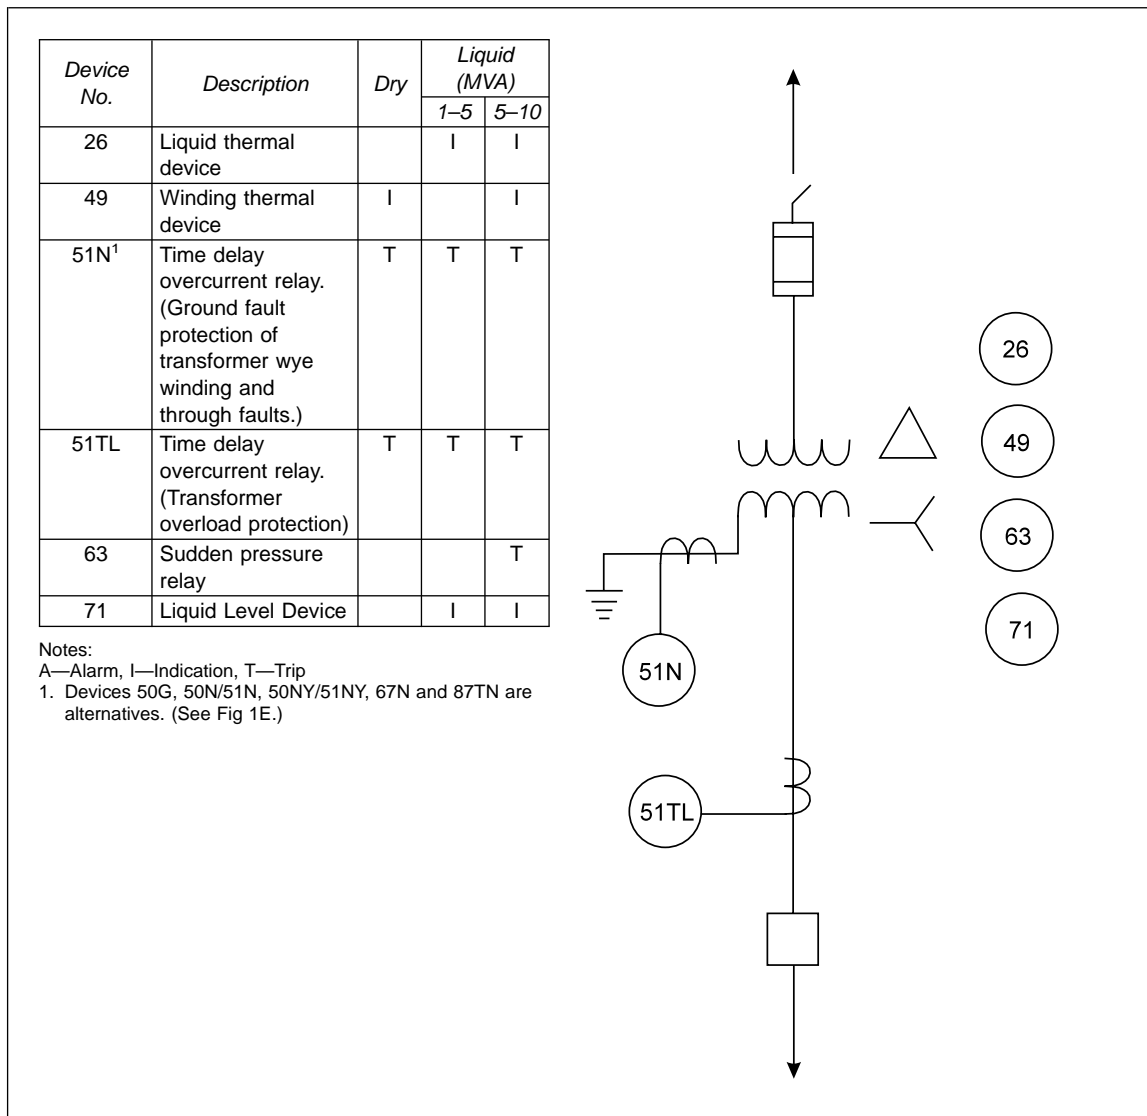 Device No. Description Dry Liquid (MVA)
1–5 5–10
26 Liquid thermal device I I
49 Winding thermal device I I
51N1 Time delay overcurrent relay. (Ground fault protection of transformer wye winding and through faults.) T T T
51TL Time delay overcurrent relay. (Transformer overload protection) T T T
63 Sudden pressure relay T
71 Liquid Level Device I I
Notes:
A—Alarm, I—Indication, T—Trip
1. Devices 50G, 50N/51N, 50NY/51NY, 67N and 87TN are
alternatives. (See Fig 1E.)
26
49
63
71
51N
51TL